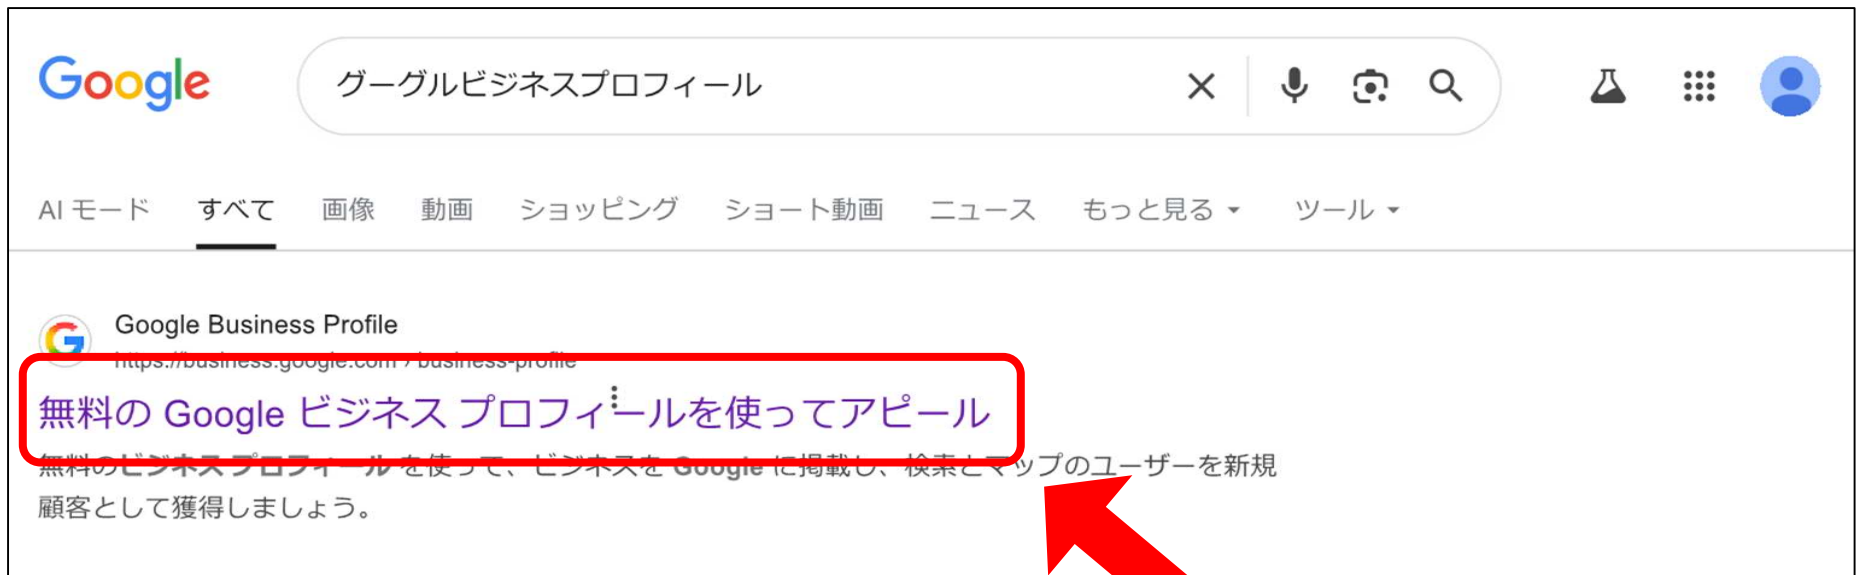 Google
グーグルビジネスプロフィール
AI モード すべて 画像 動画 ショッピング ショート動画 ニュース もっと見る ツール
Google Business Profile
https://business.google.com › business-profile
無料の Google ビジネス プロフィールを使ってアピール
無料のビジネス プロフィール を使って、ビジネスを Google に掲載し、検索とマップのユーザーを新規
顧客として獲得しましょう。